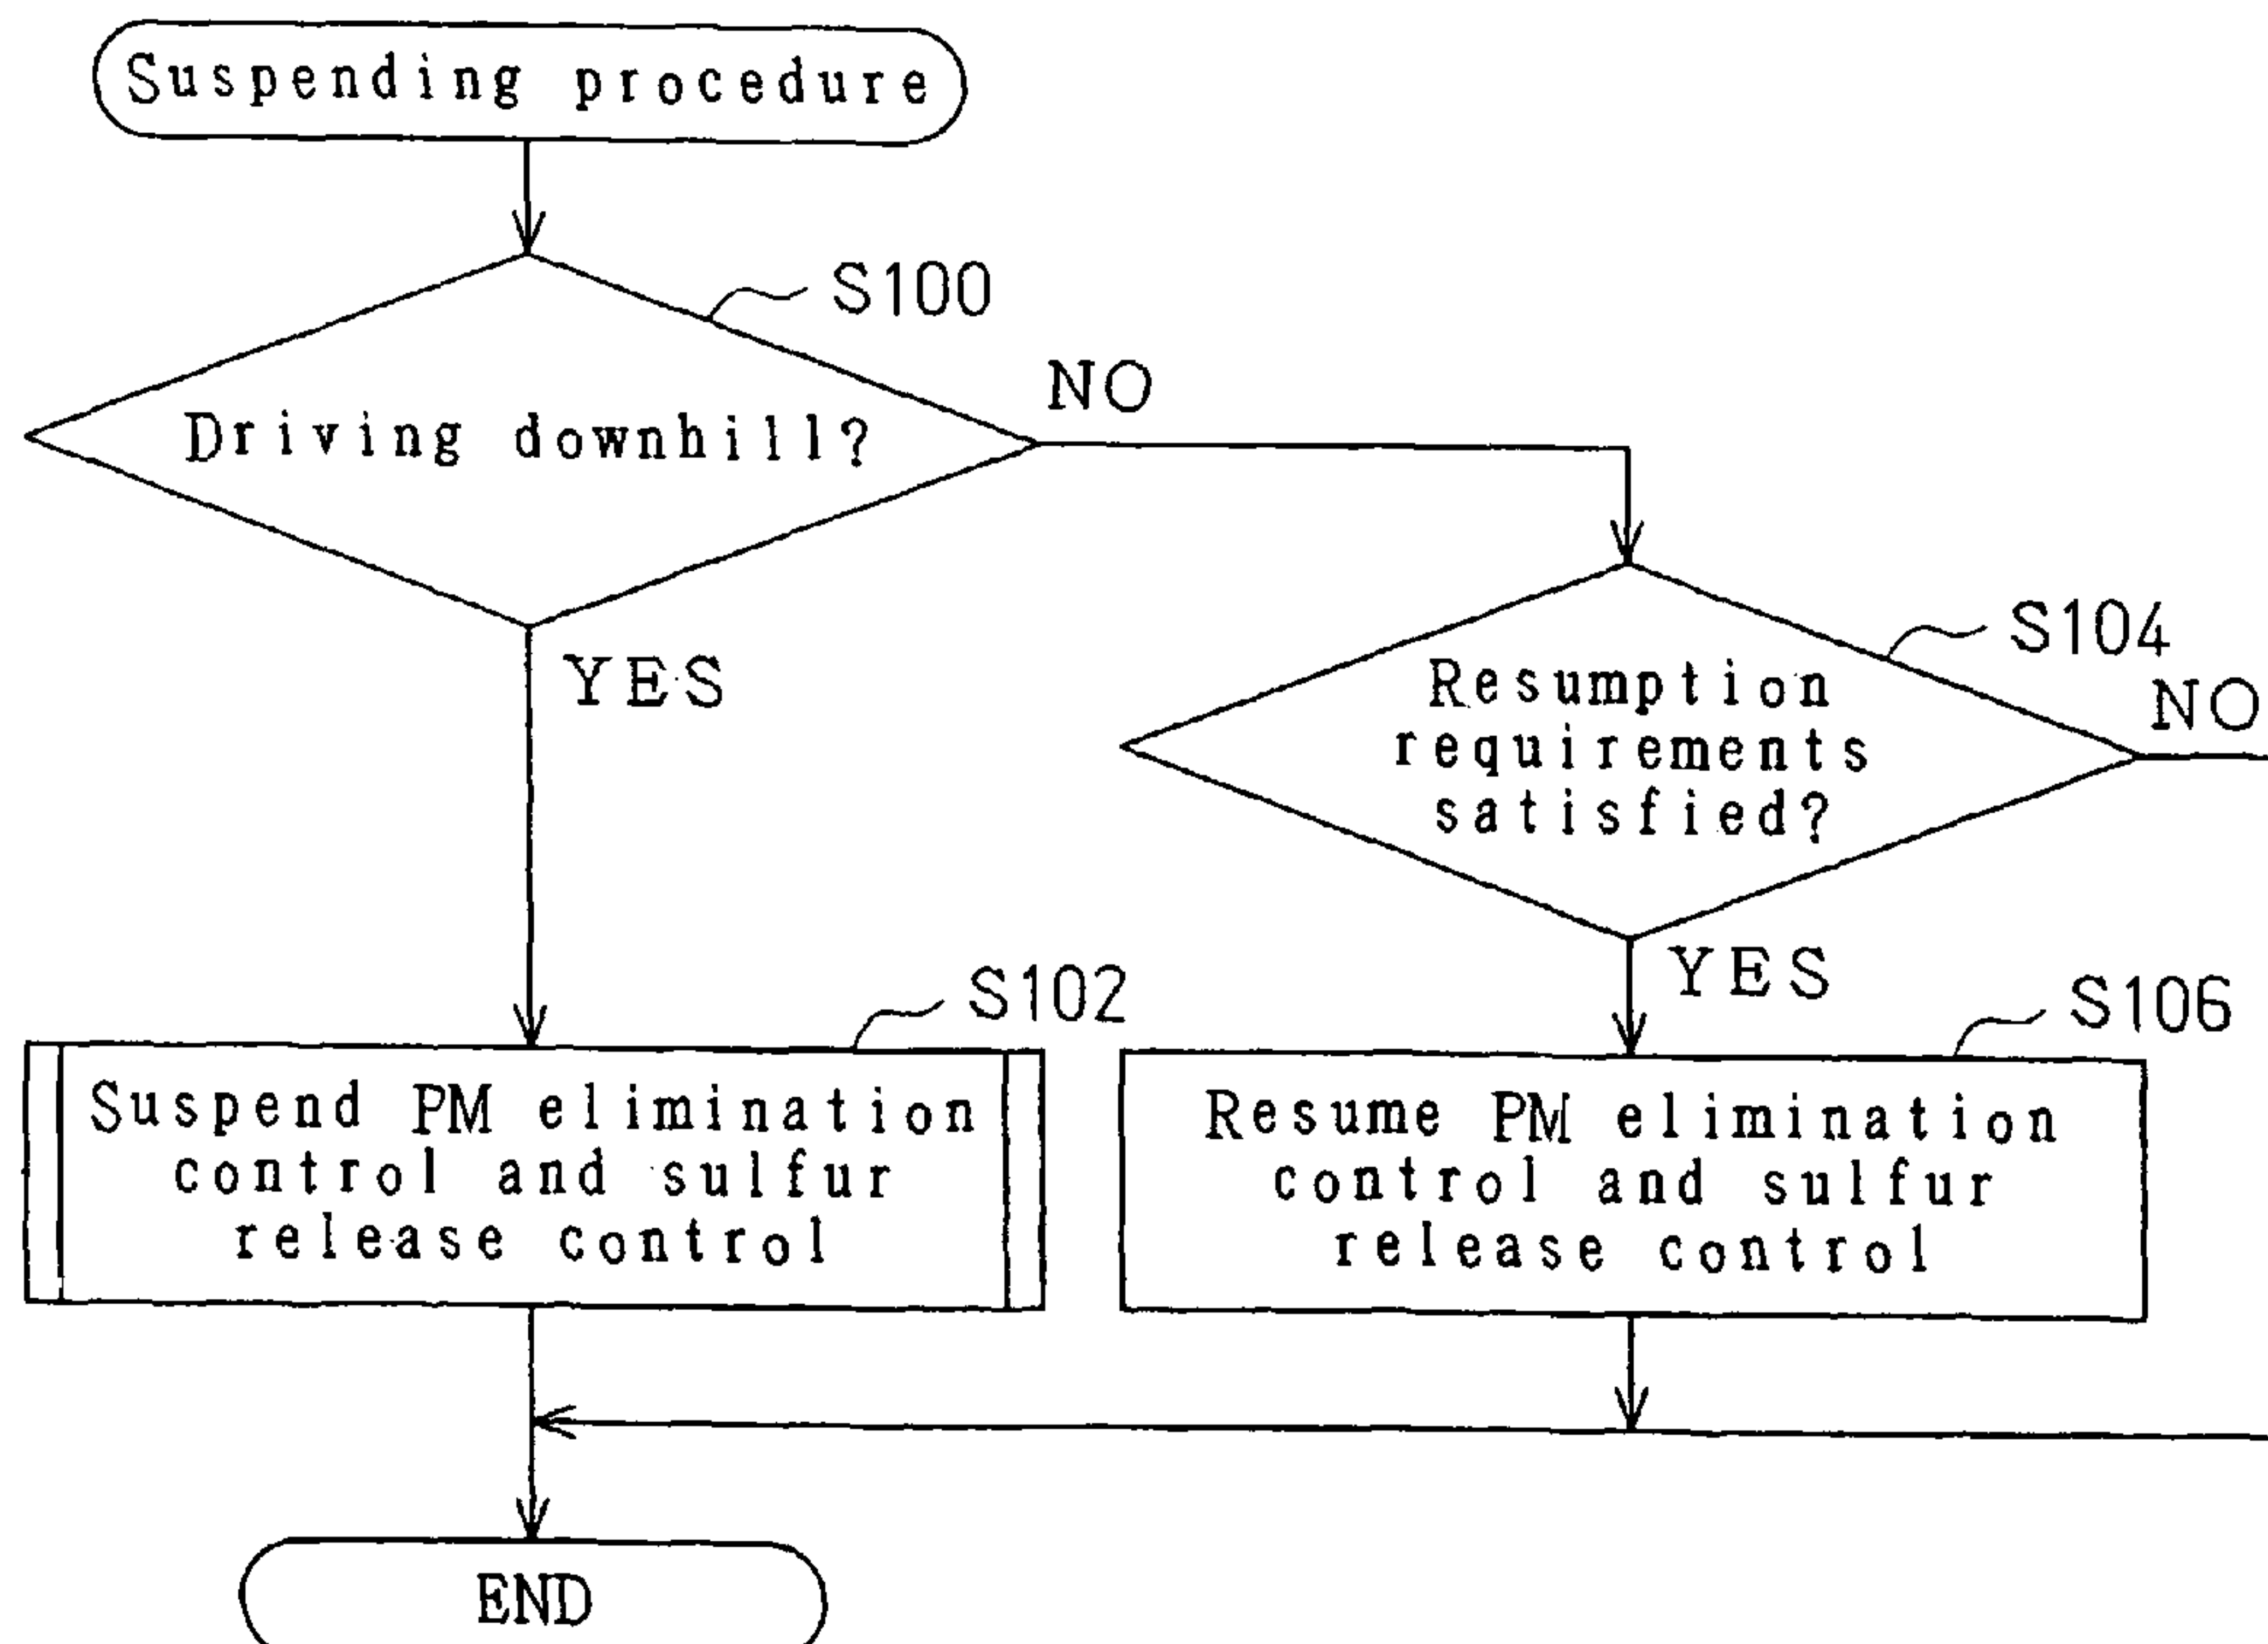 Suspending procedure
S100
Driving downhill?
NO
YES
S104
Resumption
requirements
satisfied?
NO
YES
S102
Suspend PM elimination
control and sulfur
release control
S106
Resume PM elimination
control and sulfur
release control
END